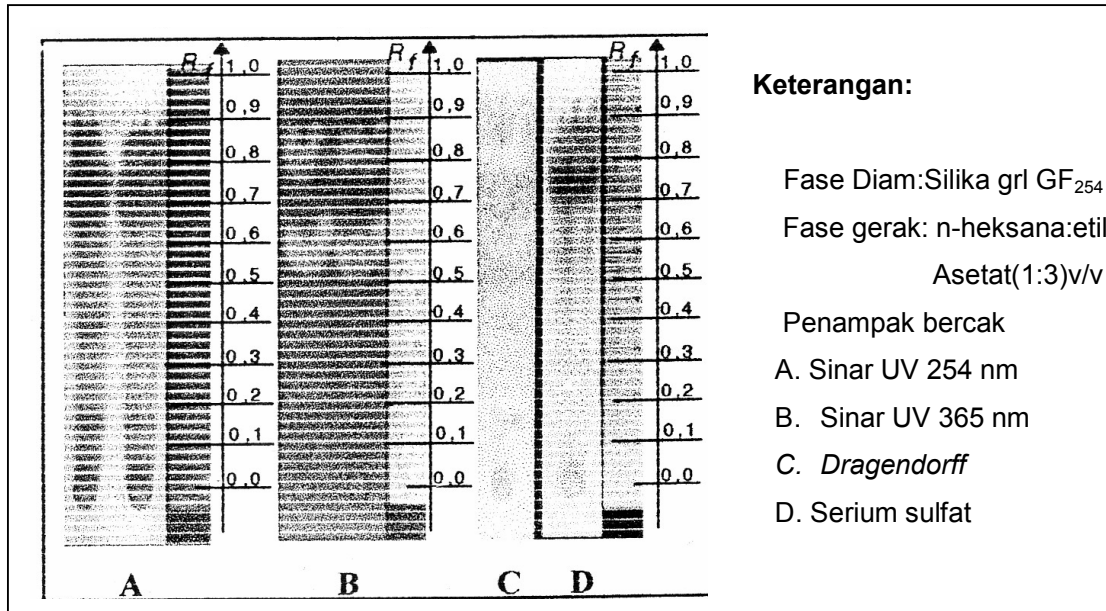 Rf 1,0
0,9
0,8
0,7
0,6
0,5
0,4
0,3
0,2
0,1
0,0
A
Rf 1,0
0,9
0,8
0,7
0,6
0,5
0,4
0,3
0,2
0,1
0,0
B
Rf 1,0
0,9
0,8
0,7
0,6
0,5
0,4
0,3
0,2
0,1
0,0
C D
Keterangan:
Fase Diam:Silika grl GF254
Fase gerak: n-heksana:etil
Asetat(1:3)v/v
Penampak bercak
A. Sinar UV 254 nm
B. Sinar UV 365 nm
C. Dragendorff
D. Serium sulfat